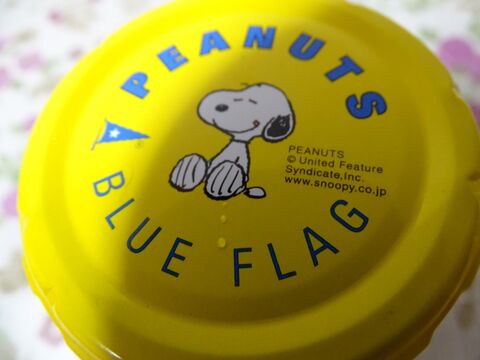 PEANUTS
®
PEANUTS
© United Feature
Syndicate,Inc.
www.snoopy.co.jp
BLUE FLAG